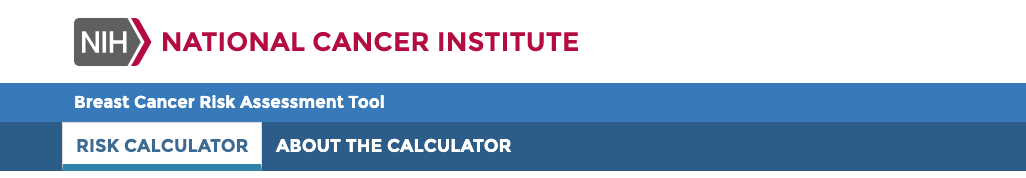 NIH NATIONAL CANCER INSTITUTE
Breast Cancer Risk Assessment Tool
RISK CALCULATOR ABOUT THE CALCULATOR